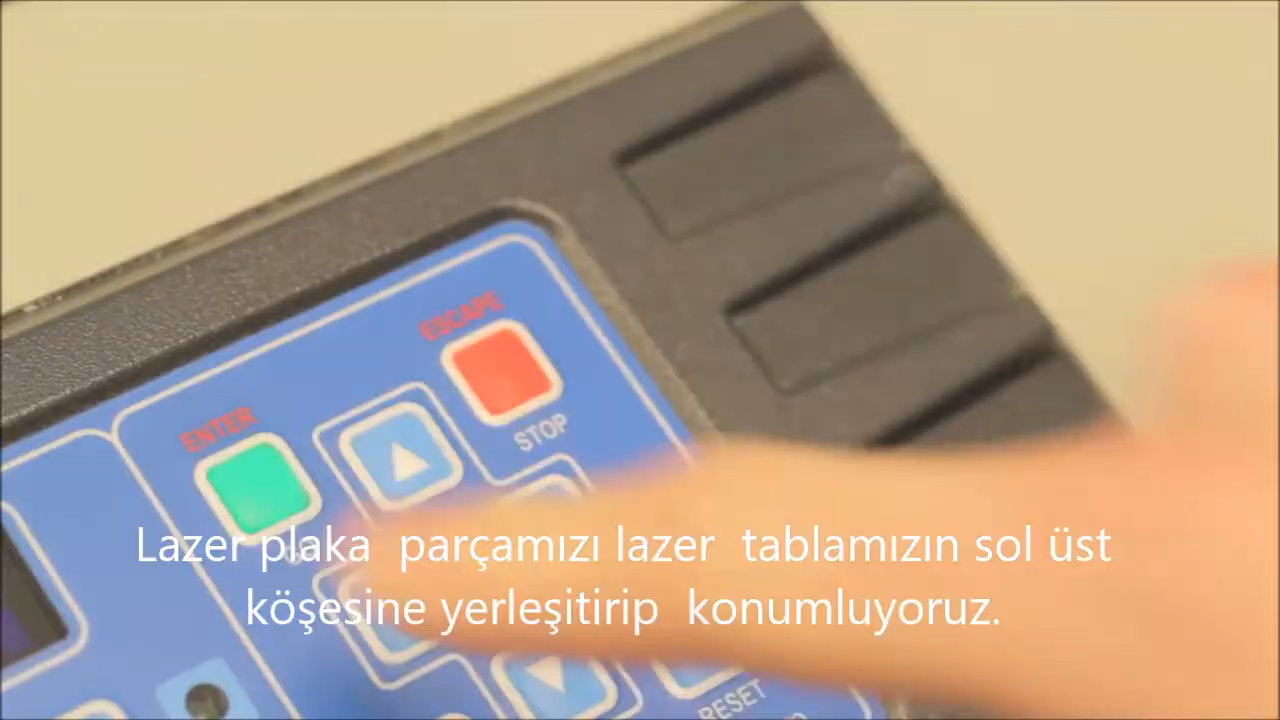 ESCAPE
ENTER
STOP
Lazer plaka parçamızı lazer tablamızın sol üst
köşesine yerleşitirip konumluyoruz.
RESET